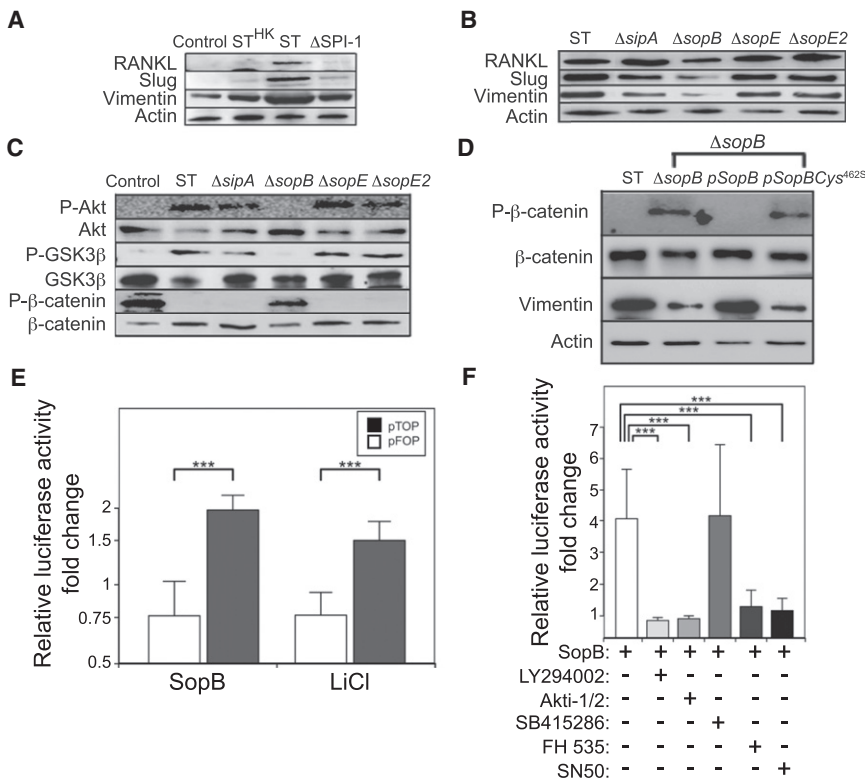 A
Control ST^HK ST ΔSPI-1
RANKL
Slug
Vimentin
Actin
B
ST ΔsipA ΔsopB ΔsopE ΔsopE2
RANKL
Slug
Vimentin
Actin
C
Control ST ΔsipA ΔsopB ΔsopE ΔsopE2
P-Akt
Akt
P-GSK3β
GSK3β
P-β-catenin
β-catenin
D
ΔsopB
ST ΔsopB pSopB pSopBCys^462S
P-β-catenin
β-catenin
Vimentin
Actin
E
Relative luciferase activity
fold change
pTOP
pFOP
*** ***
2
1.5
1
0.75
0.5
SopB LiCl
F
Relative luciferase activity
fold change
***
***
***
***
7
6
5
4
3
2
1
SopB: + + + + + +
LY294002: - + - - - -
Akti-1/2: - - + - - -
SB415286: - - - + - -
FH 535: - - - - + -
SN50: - - - - - +